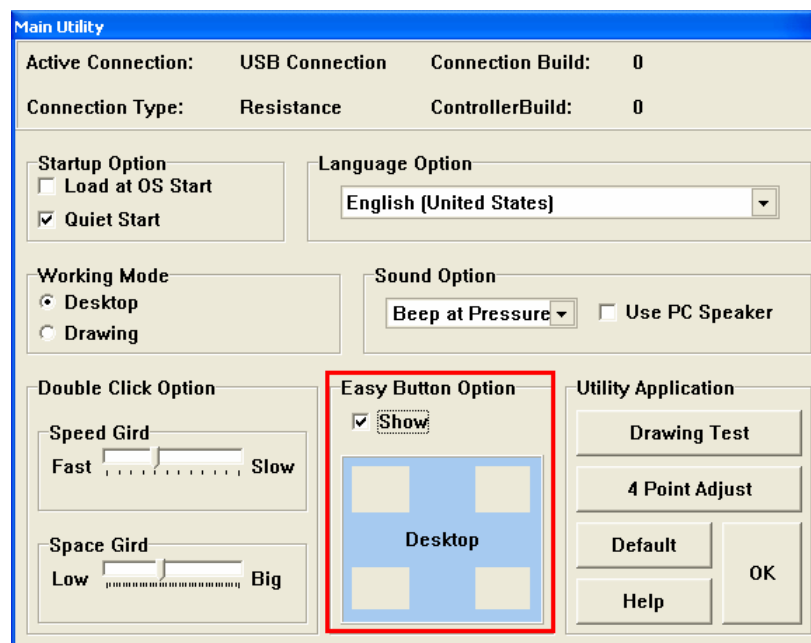 Main Utility
Active Connection: USB Connection Connection Build: 0
Connection Type: Resistance ControllerBuild: 0
Startup Option
Load at OS Start
Quiet Start
Language Option
English (United States)
Working Mode
Desktop
Drawing
Sound Option
Beep at Pressure
Use PC Speaker
Double Click Option
Speed Gird
Fast Slow
Space Gird
Low Big
Easy Button Option
Show
Desktop
Utility Application
Drawing Test
4 Point Adjust
Default
Help
OK